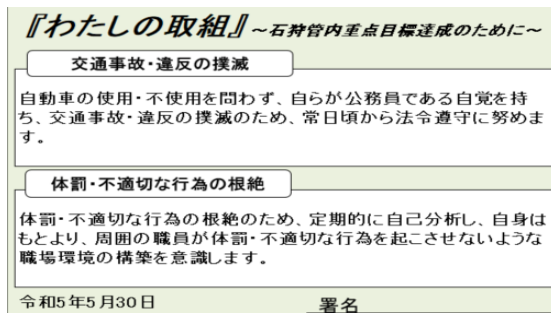 『わたしの取組』～石狩管内重点目標達成のために～
交通事故・違反の撲滅
自動車の使用・不使用を問わず、自らが公務員である自覚を持
ち、交通事故・違反の撲滅のため、常日頃から法令遵守に努めま
す。
体罰・不適切な行為の根絶
体罰・不適切な行為の根絶のため、定期的に自己分析し、自身は
もとより、周囲の職員が体罰・不適切な行為を起こさせないような
職場環境の構築を意識します。
令和5年5月30日 署名